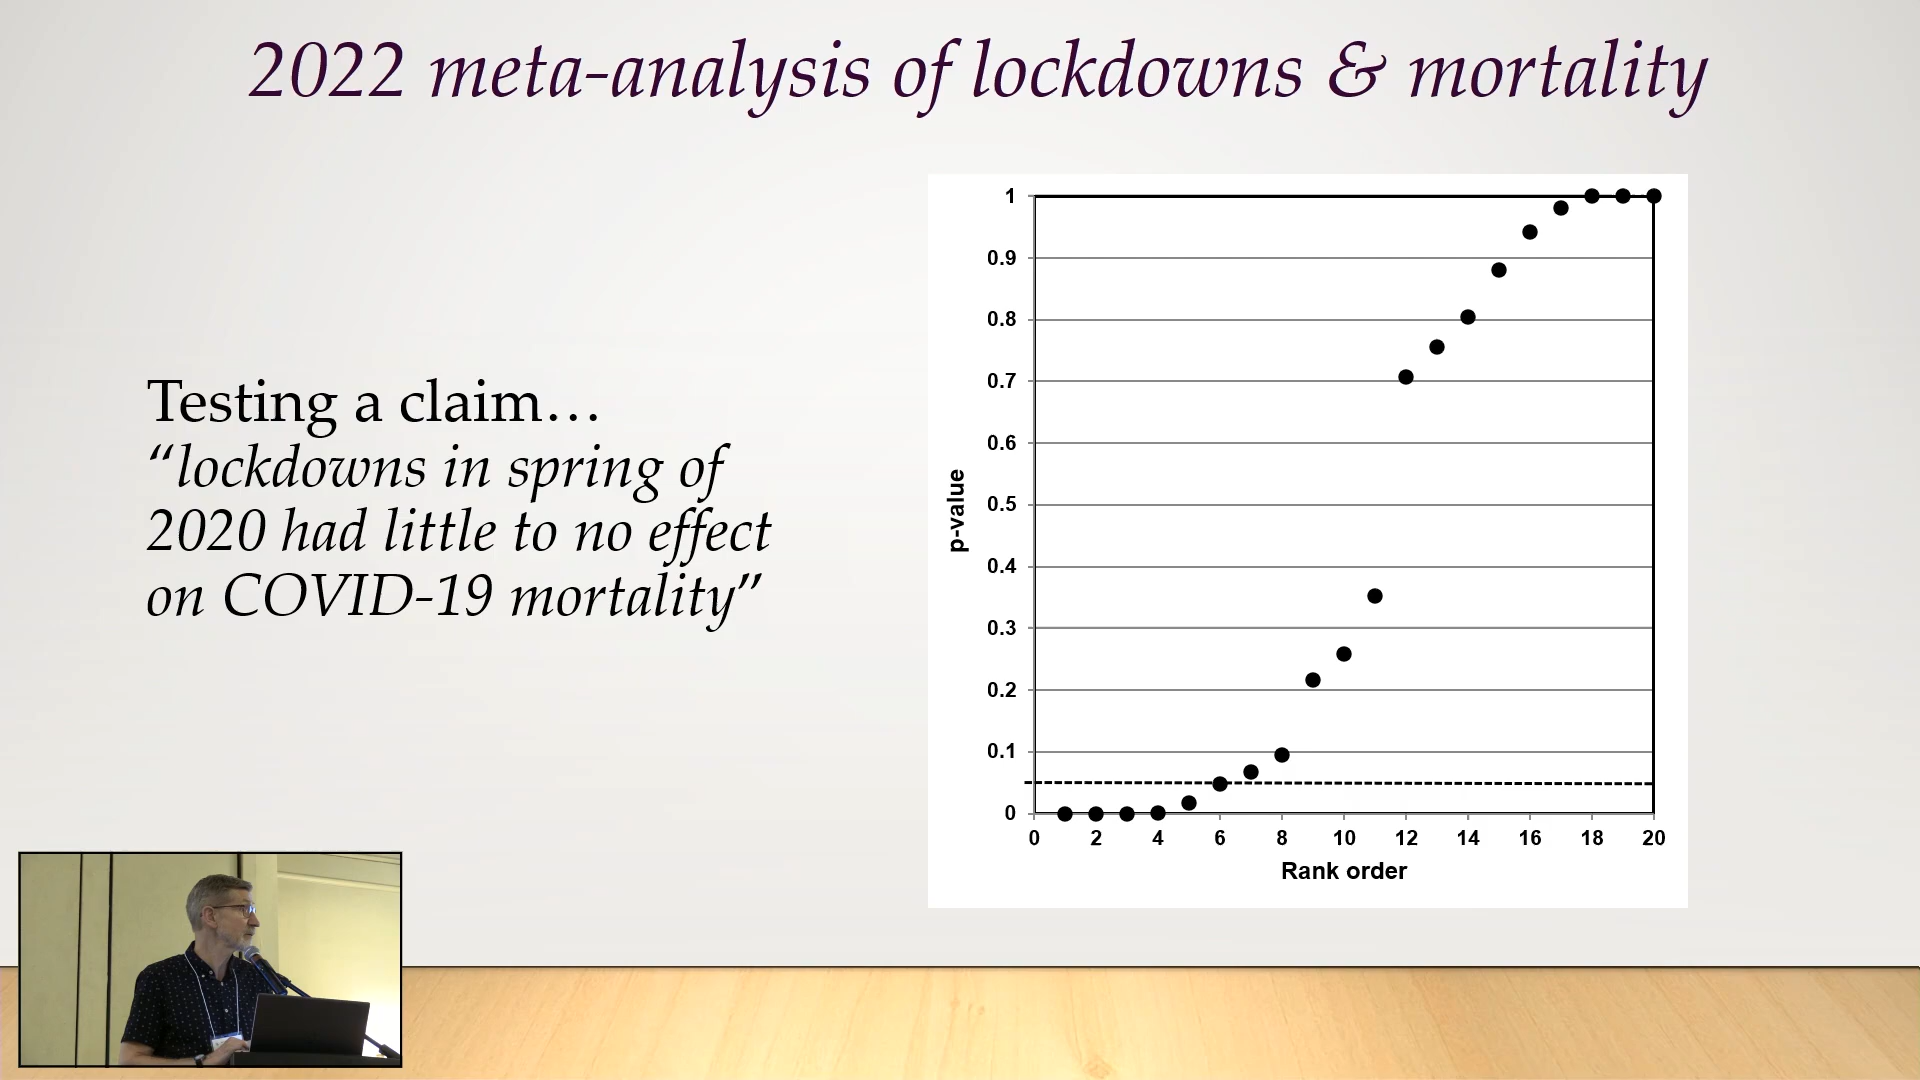 2022 meta-analysis of lockdowns & mortality
Testing a claim…
“lockdowns in spring of
2020 had little to no effect
on COVID-19 mortality”
1
0.9
0.8
0.7
0.6
0.5
0.4
0.3
0.2
0.1
0
p-value
0 2 4 6 8 10 12 14 16 18 20
Rank order